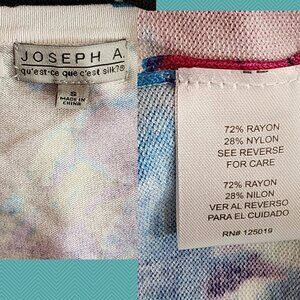 JOSEPH A.
qu'est-ce que c'est silk?®
S
MADE IN
CHINA
72% RAYON
28% NYLON
SEE REVERSE
FOR CARE
72% RAYON
28% NILON
VER AL REVERSO
PARA EL CUIDADO
RN# 125019